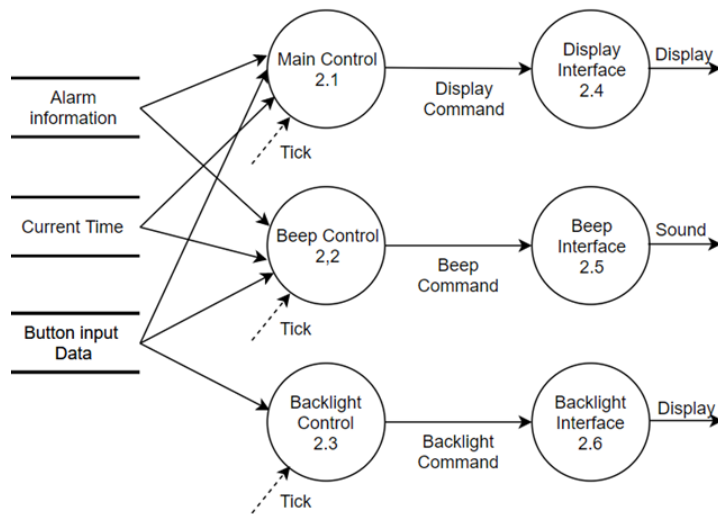 Alarm
information
Current Time
Button input
Data
Main Control
2.1
Tick
Display
Command
Display
Interface
2.4
Display
Beep Control
2,2
Tick
Beep
Command
Beep
Interface
2.5
Sound
Backlight
Control
2.3
Tick
Backlight
Command
Backlight
Interface
2.6
Display